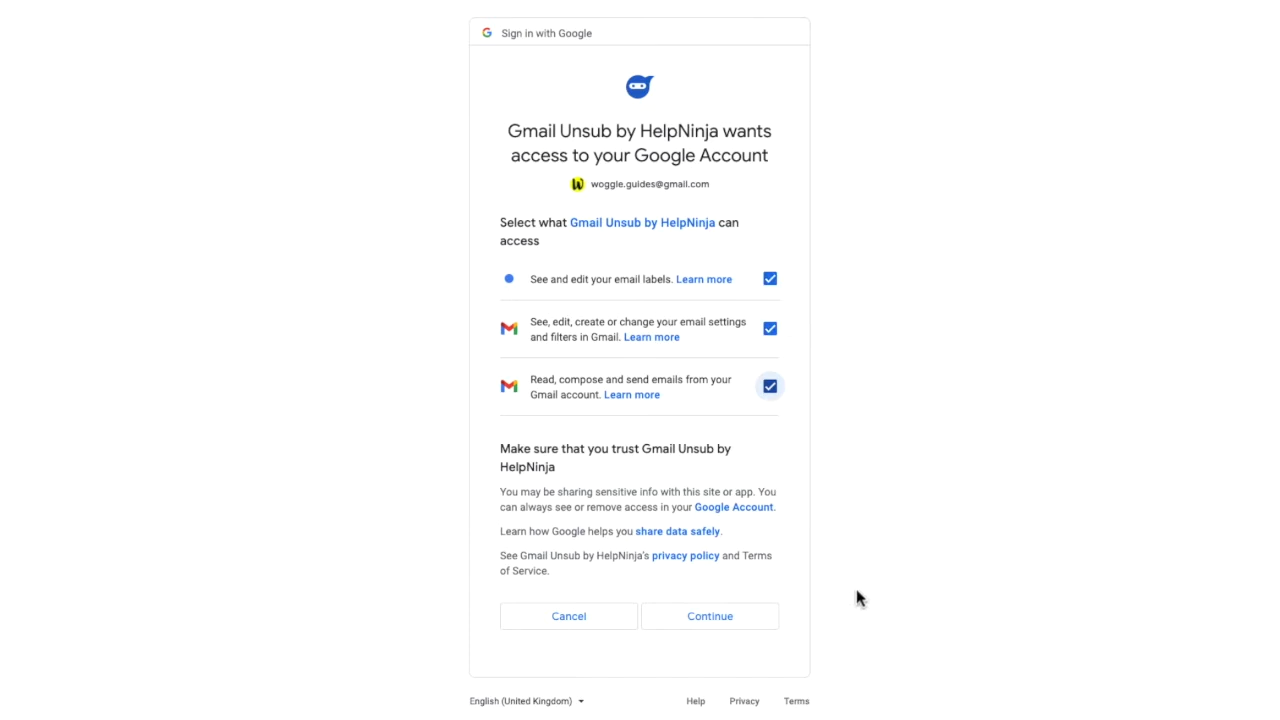 Sign in with Google
Gmail Unsub by HelpNinja wants
access to your Google Account
woggle.guides@gmail.com
Select what Gmail Unsub by HelpNinja can
access
See and edit your email labels. Learn more
See, edit, create or change your email settings
and filters in Gmail. Learn more
Read, compose and send emails from your
Gmail account. Learn more
Make sure that you trust Gmail Unsub by
HelpNinja
You may be sharing sensitive info with this site or app. You
can always see or remove access in your Google Account.
Learn how Google helps you share data safely.
See Gmail Unsub by HelpNinja's privacy policy and Terms
of Service.
Cancel Continue
English (United Kingdom) Help Privacy Terms